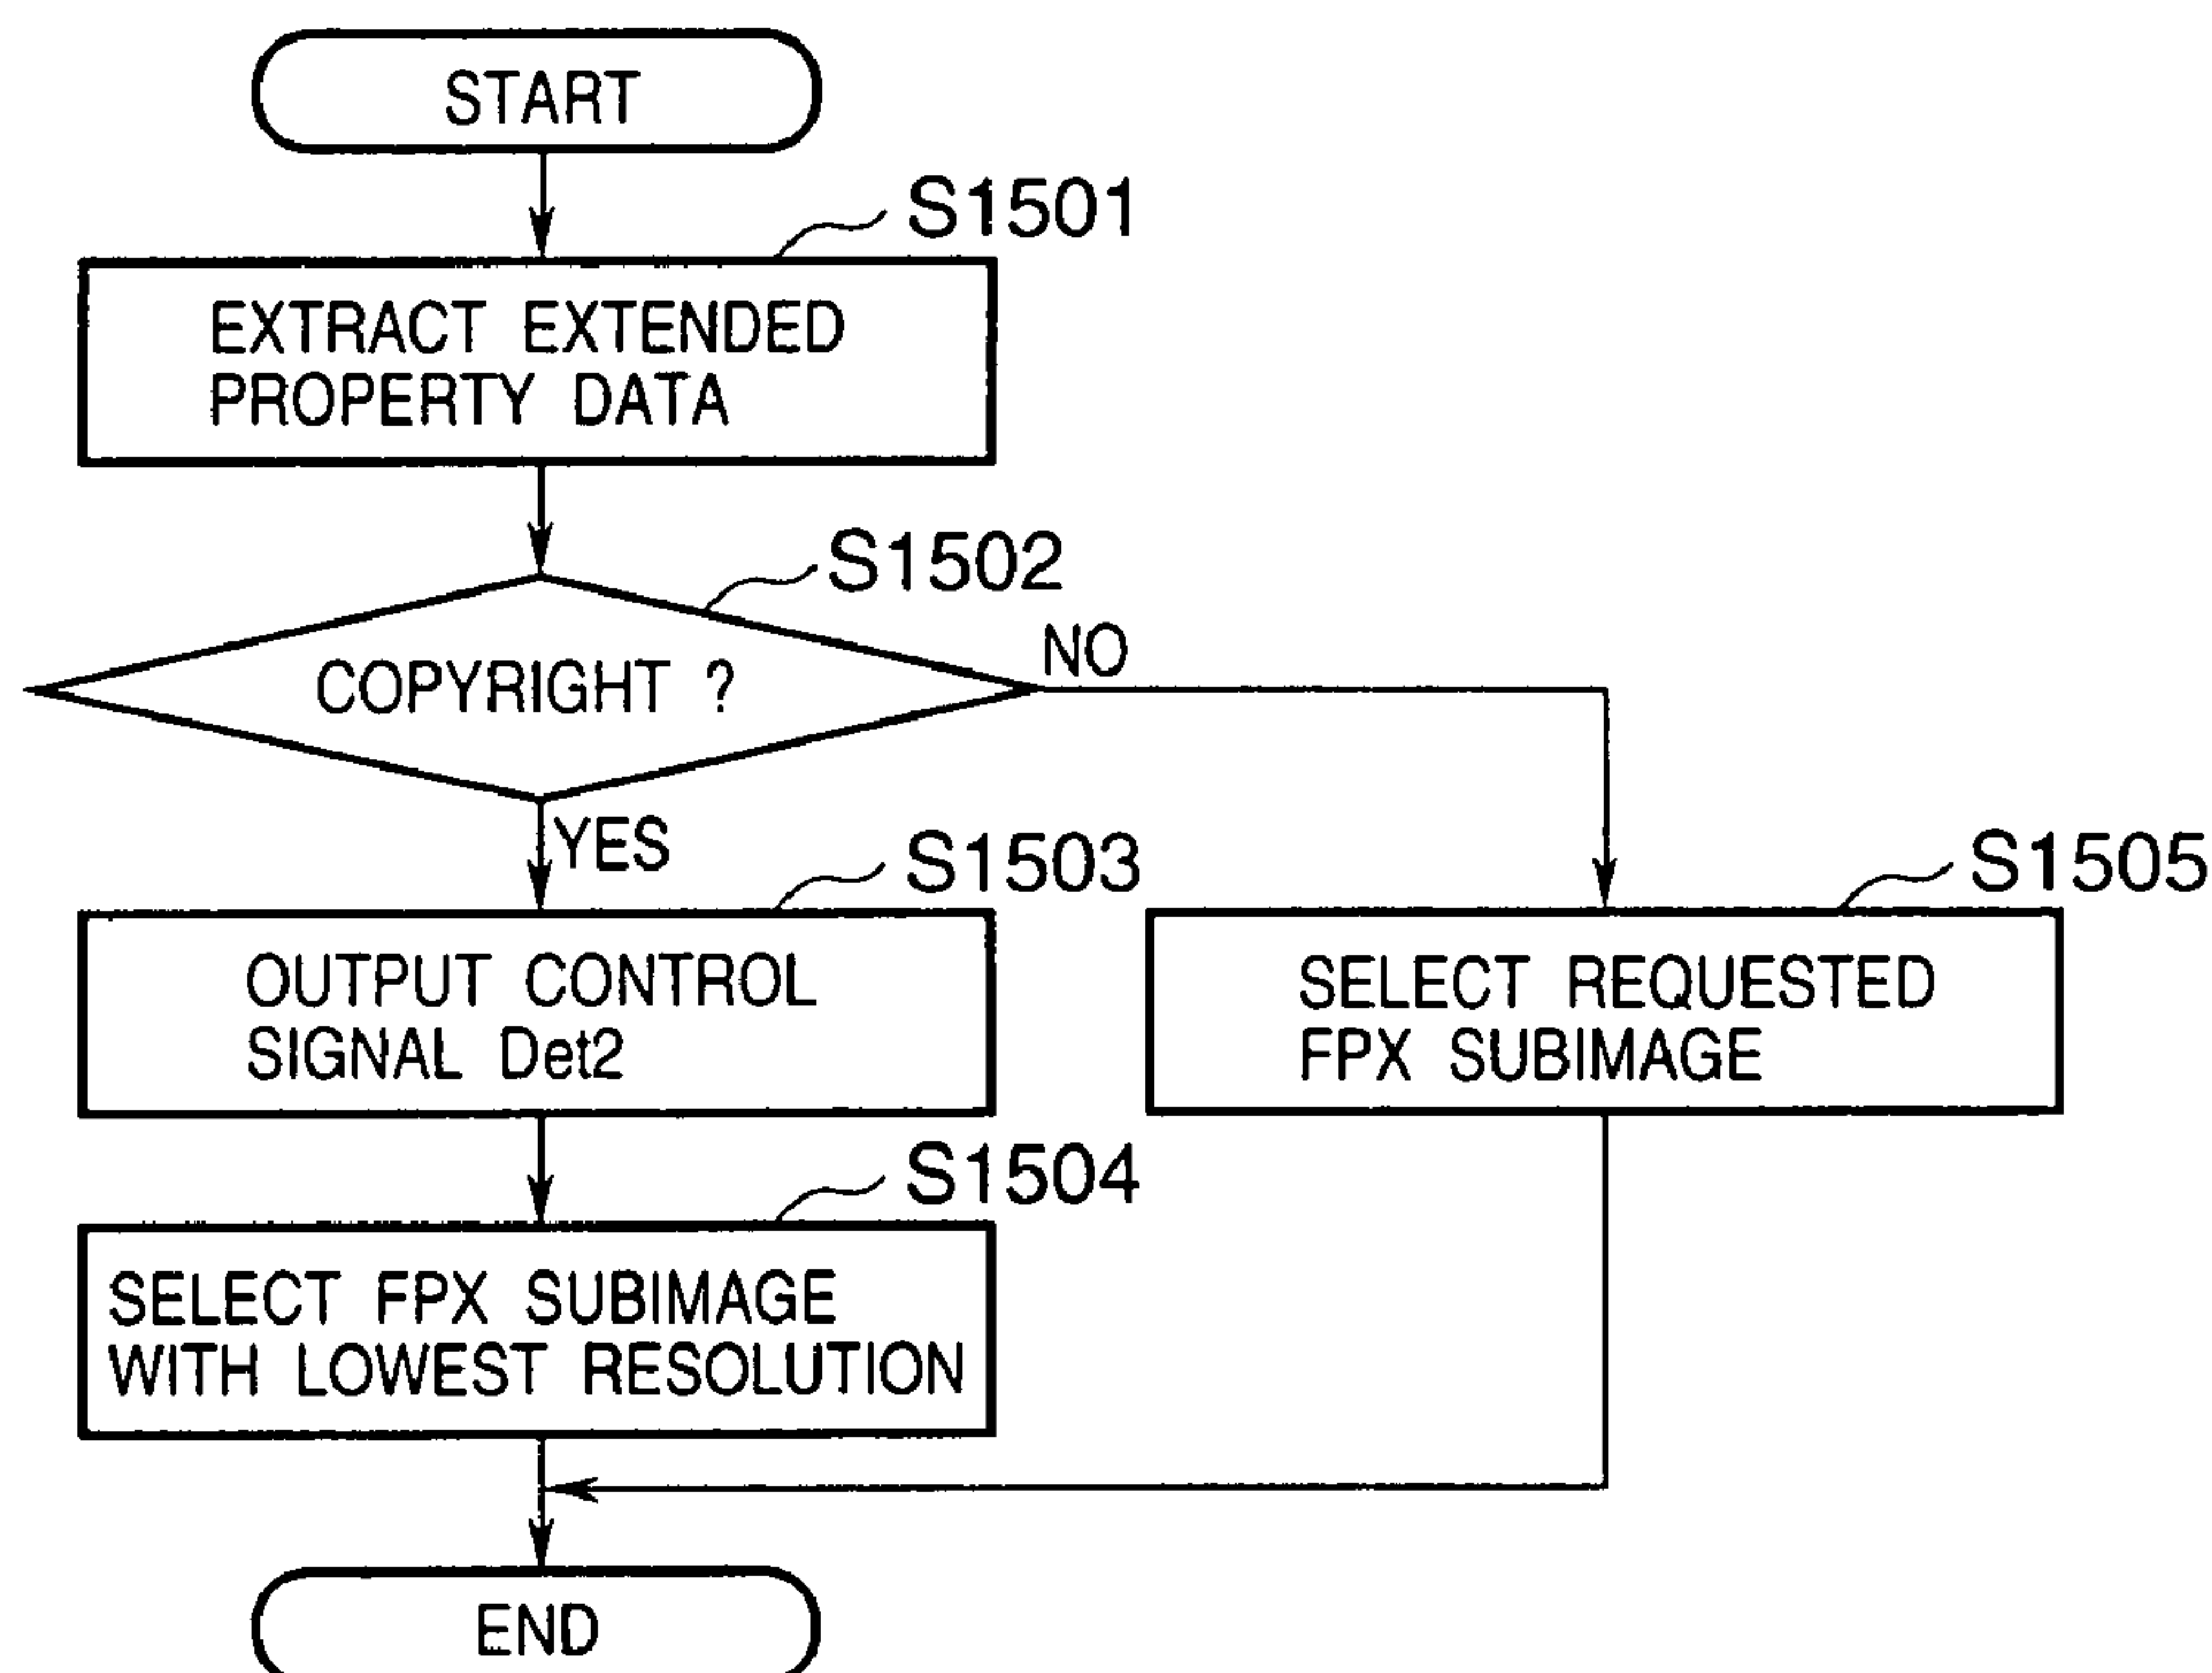 START
S1501
EXTRACT EXTENDED
PROPERTY DATA
S1502
COPYRIGHT ?
NO
YES
S1503
OUTPUT CONTROL
SIGNAL Det2
S1505
SELECT REQUESTED
FPX SUBIMAGE
S1504
SELECT FPX SUBIMAGE
WITH LOWEST RESOLUTION
END